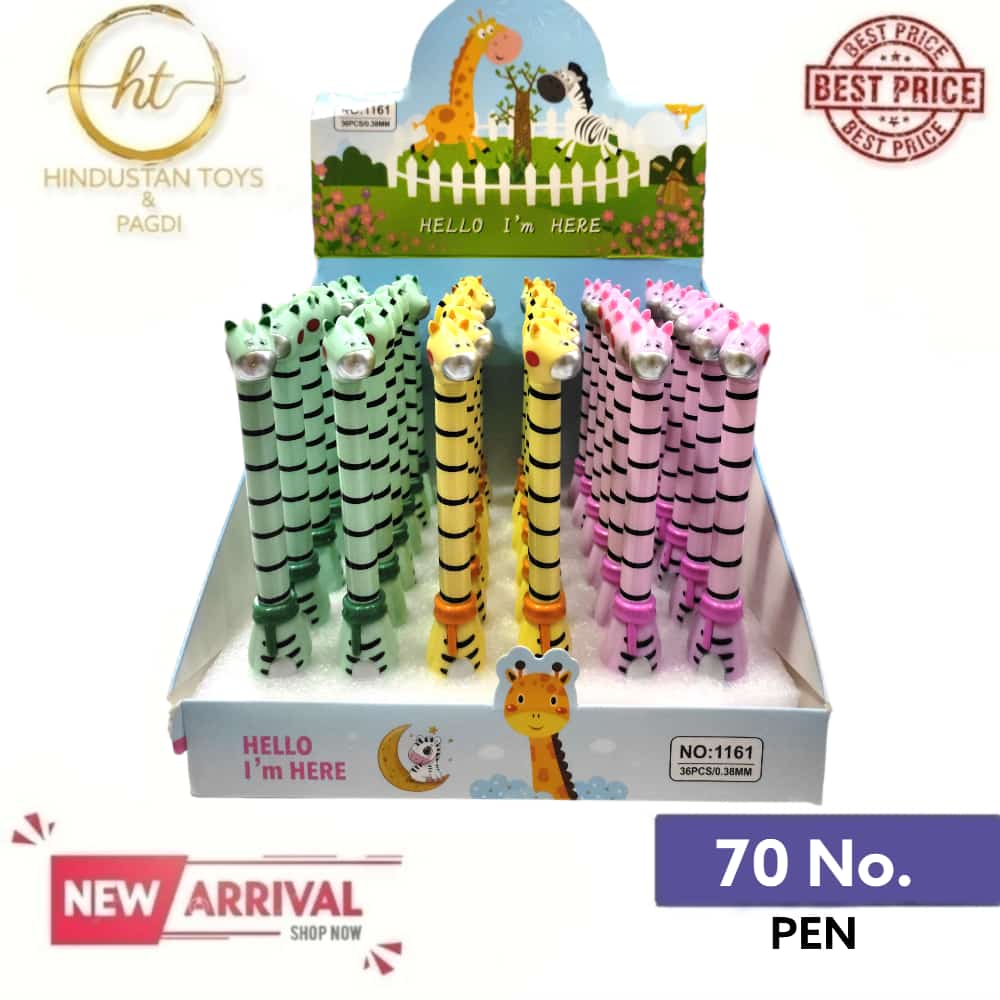 ht
HINDUSTAN TOYS
&
PAGDI
BEST PRICE
BEST PRICE
BEST PRICE
NO:1161
36PCS/0.38MM
HELLO I'm HERE
HELLO
I'm HERE
NO:1161
36PCS/0.38MM
NEW ARRIVAL
SHOP NOW
70 No.
PEN